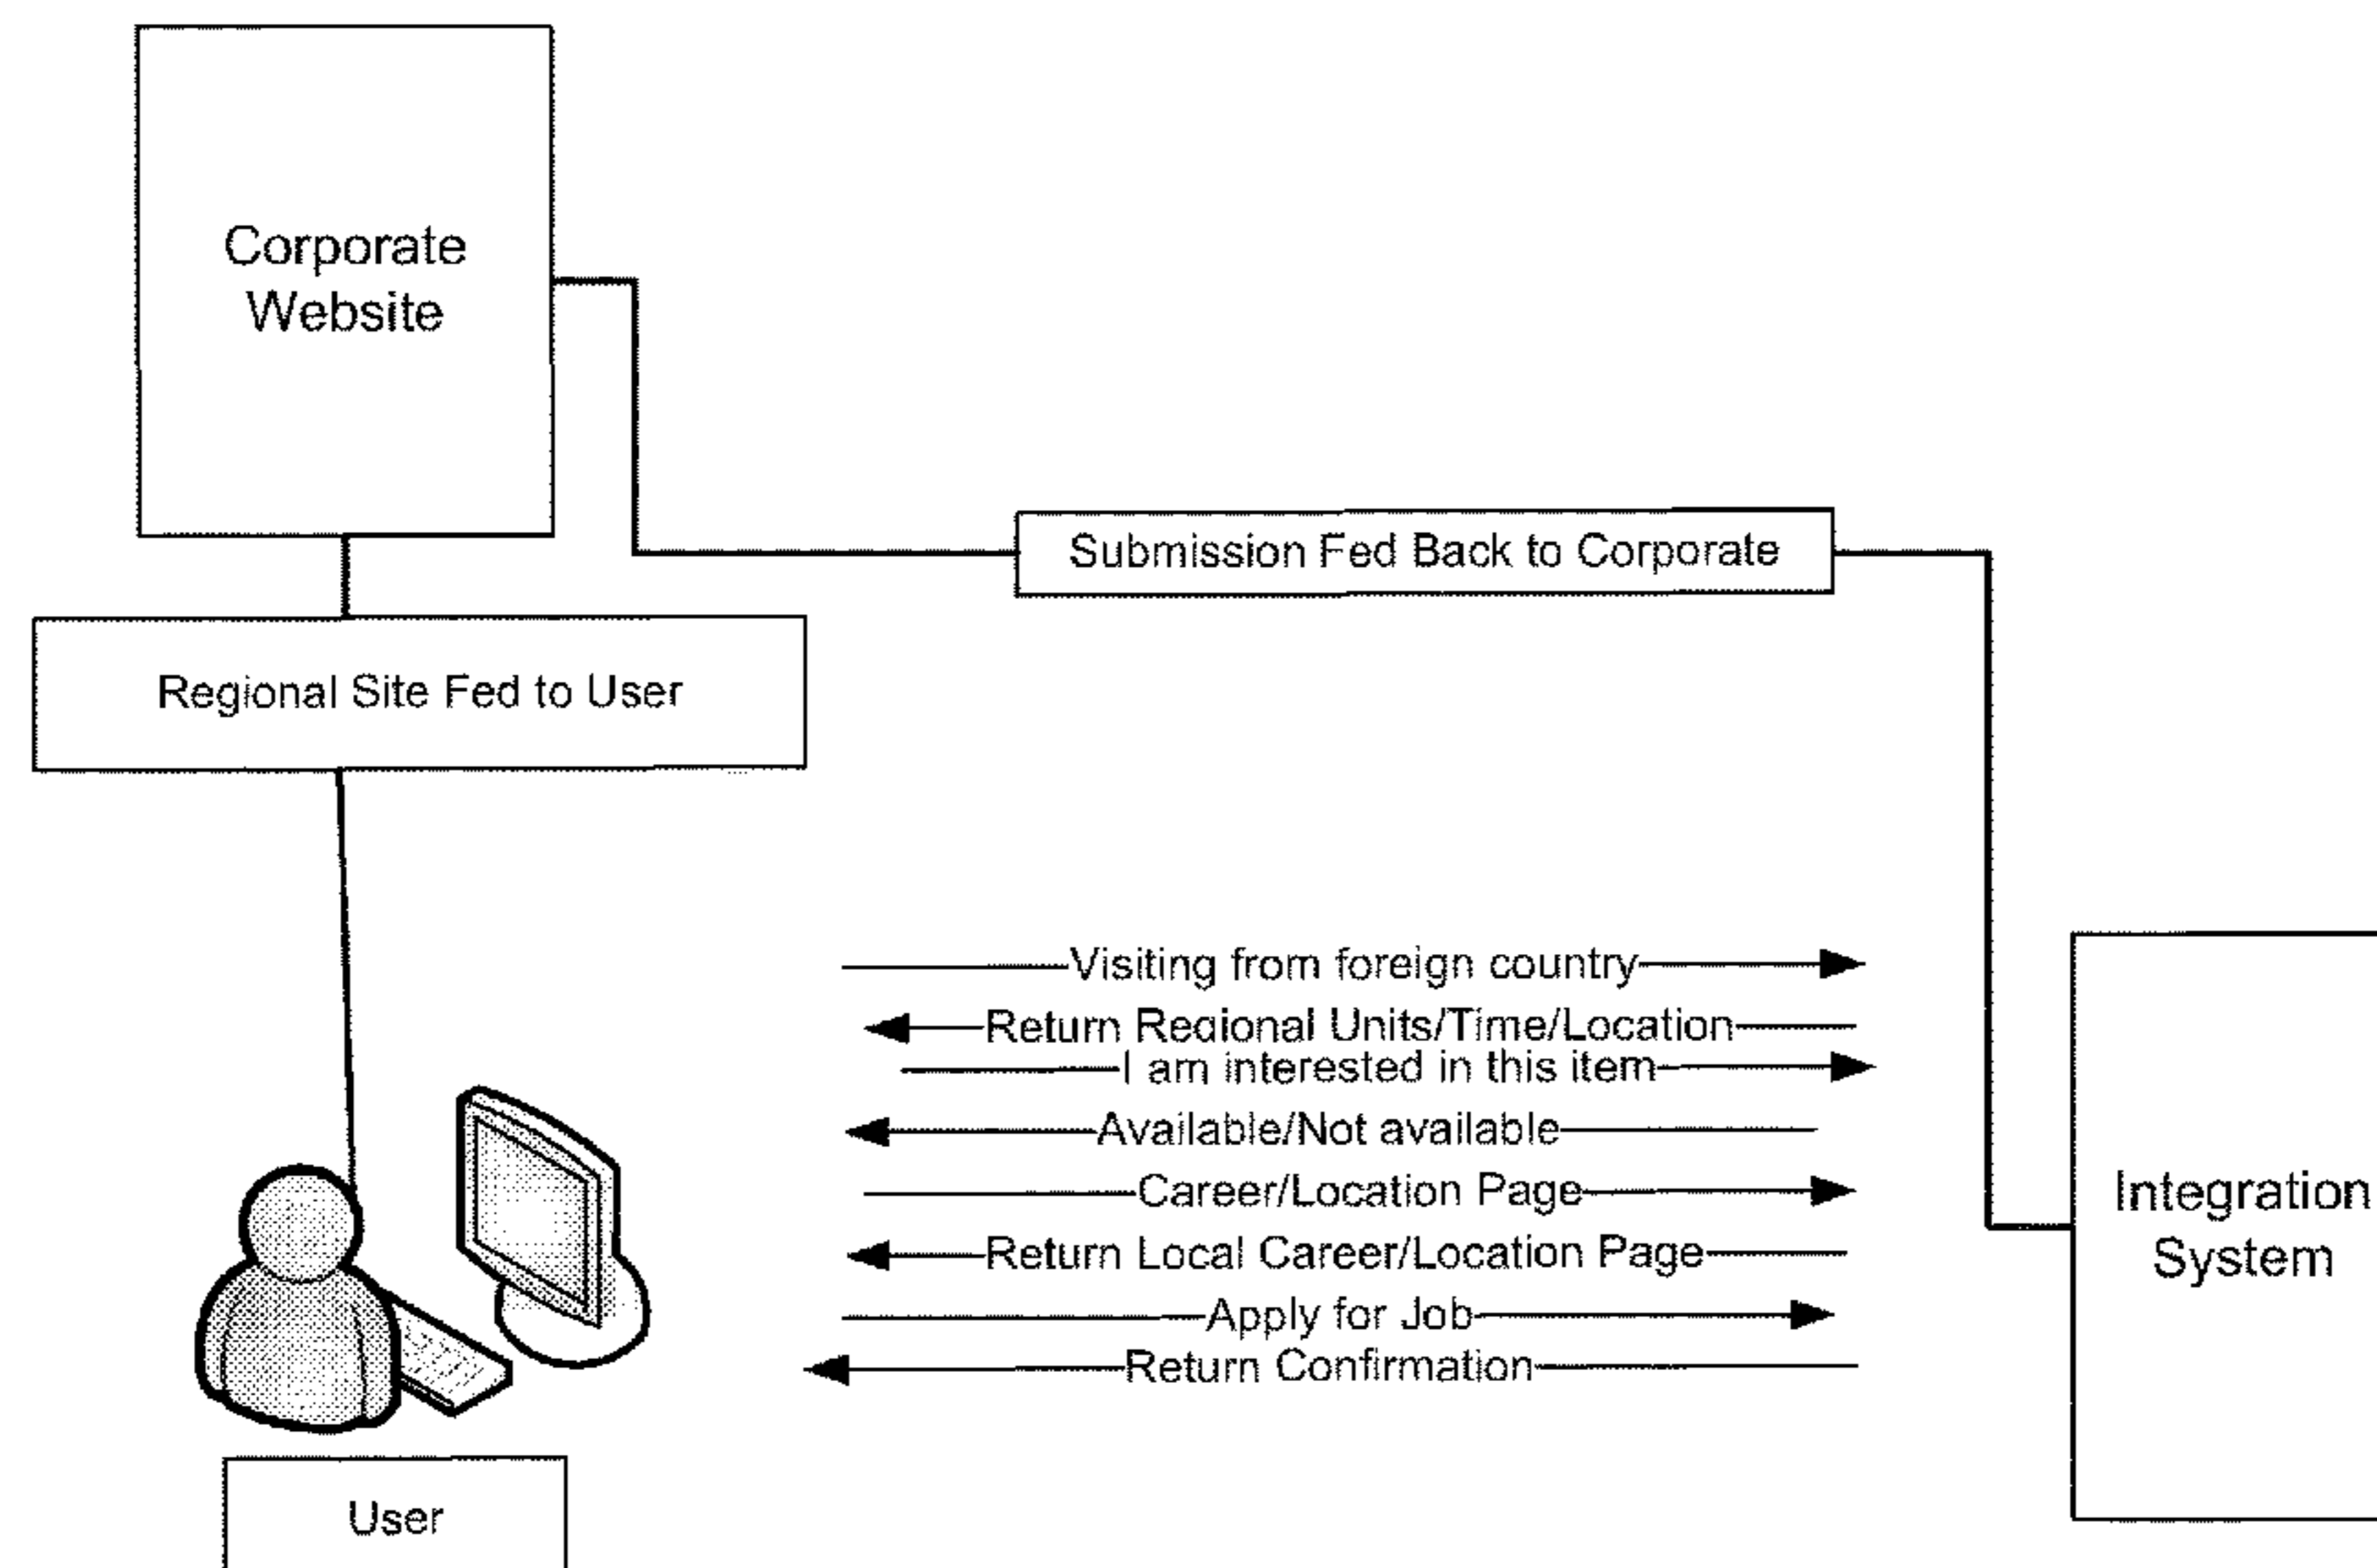 Corporate
Website
Submission Fed Back to Corporate
Regional Site Fed to User
Visiting from foreign country
Return Regional Units/Time/Location
I am interested in this item
Available/Not available
Career/Location Page
Return Local Career/Location Page
Apply for Job
Return Confirmation
Integration
System
User